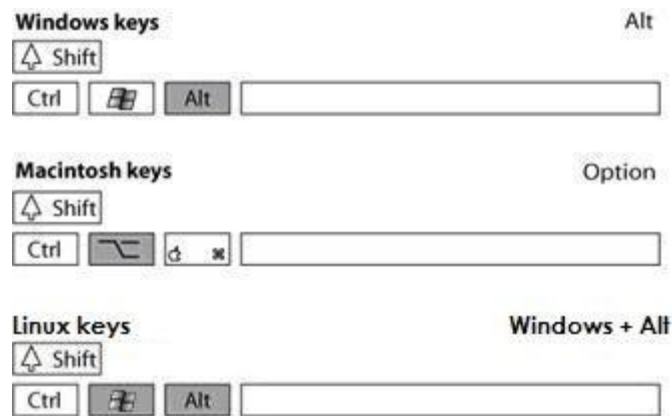 Windows keys Alt
Shift
Ctrl Alt
Macintosh keys Option
Shift
Ctrl ⌥ ⌘
Linux keys Windows + Alt
Shift
Ctrl Alt